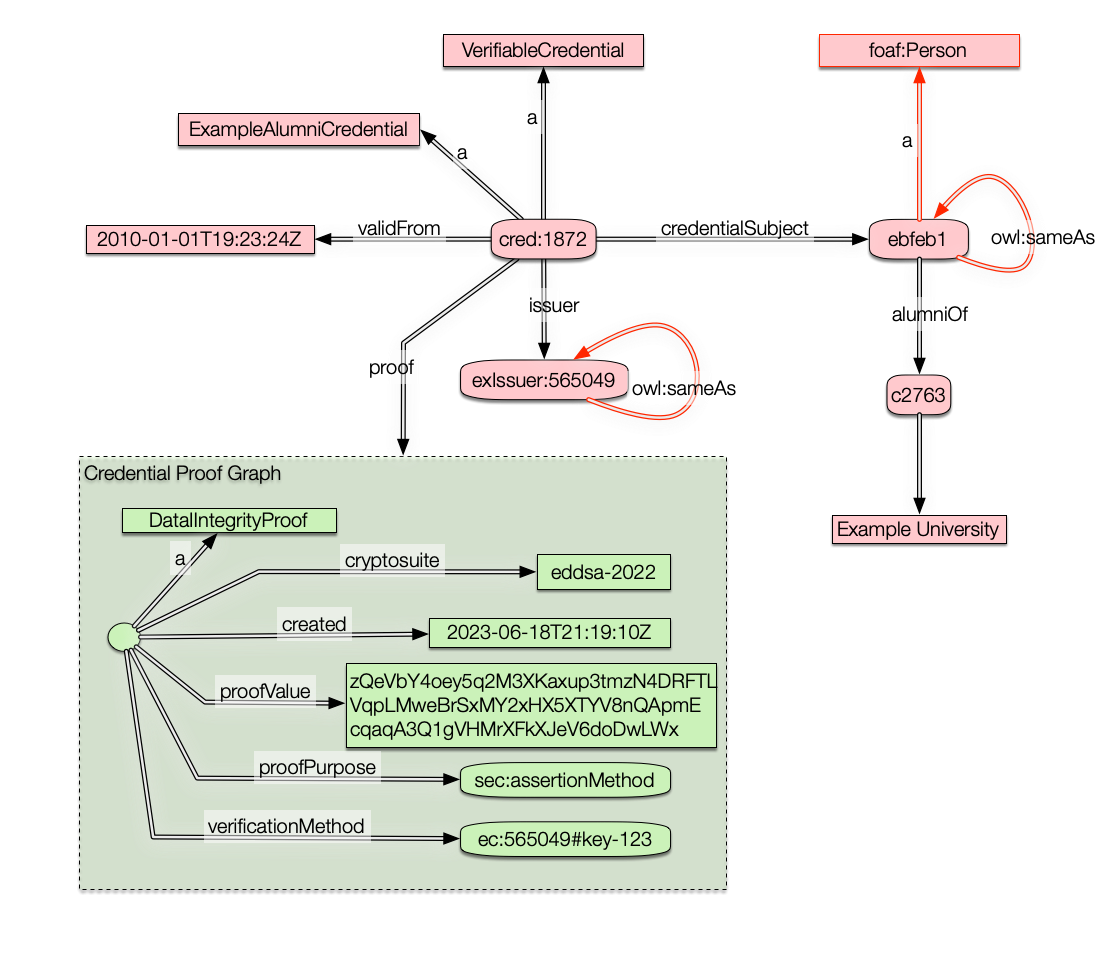 VerifiableCredential
foaf:Person
ExampleAlumniCredential
a
a
a
2010-01-01T19:23:24Z
validFrom
cred:1872
credentialSubject
ebfeb1
owl:sameAs
issuer
alumniOf
proof
exIssuer:565049
owl:sameAs
c2763
Credential Proof Graph
DataIIntegrityProof
Example University
a
cryptosuite
eddsa-2022
created
2023-06-18T21:19:10Z
proofValue
zQeVbY4oey5q2M3XKaxup3tmzN4DRFTL
VqpLMweBrSxMY2xHX5XTYV8nQApmE
cqaqA3Q1gVHMrXFkXJeV6doDwLWx
proofPurpose
sec:assertionMethod
verificationMethod
ec:565049#key-123